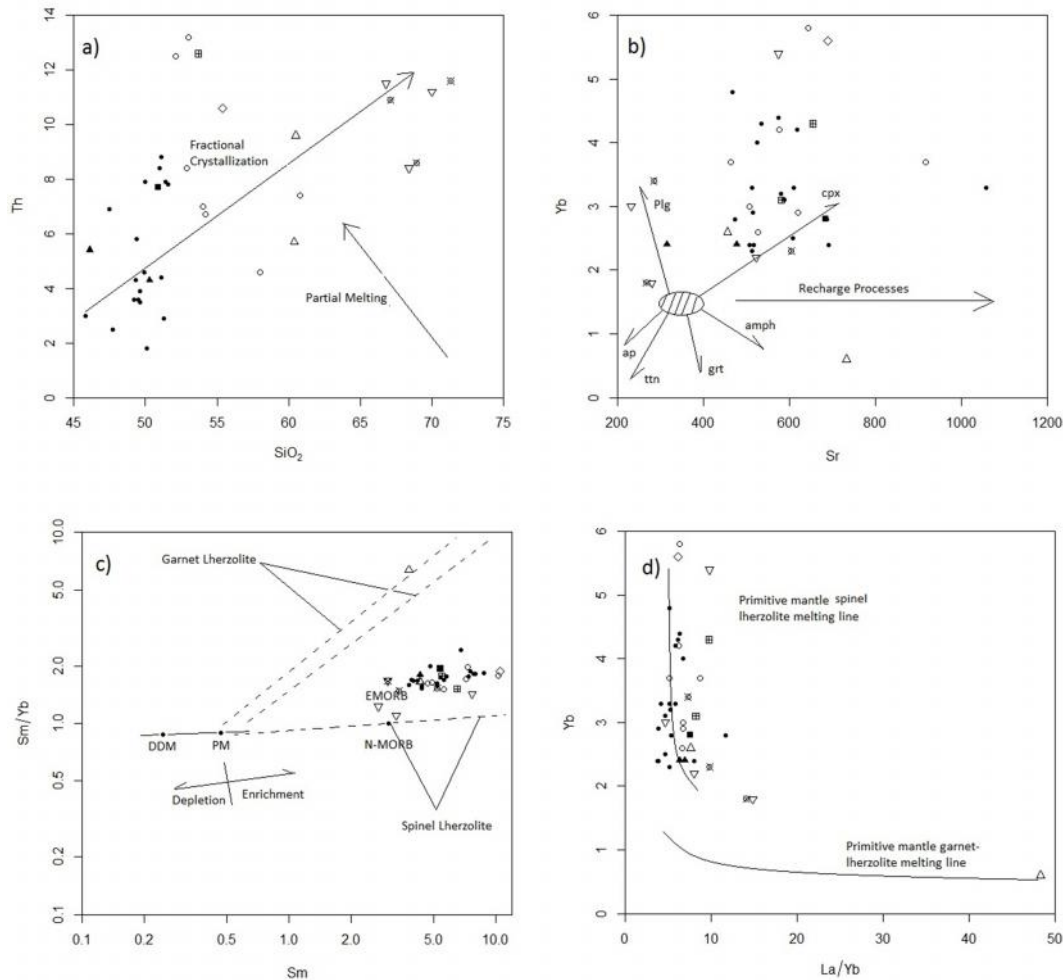 a)
14
12
10
8
6
4
2
0
Th
Fractional
Crystallization
Partial Melting
45
50
55
60
65
70
75
SiO₂
b)
6
5
4
3
2
1
0
Yb
Plg
cpx
Recharge Processes
amph
ap
ttn
grt
200
400
600
800
1000
1200
Sr
c)
10.0
5.0
2.0
1.0
0.5
0.2
0.1
Sm/Yb
Garnet Lherzolite
EMORB
DDM
PM
N-MORB
Depletion
Enrichment
Spinel Lherzolite
0.1
0.2
0.5
1.0
2.0
5.0
10.0
Sm
d)
6
5
4
3
2
1
0
Yb
Primitive mantle spinel
lherzolite melting line
Primitive mantle garnet-
lherzolite melting line
0
10
20
30
40
50
La/Yb